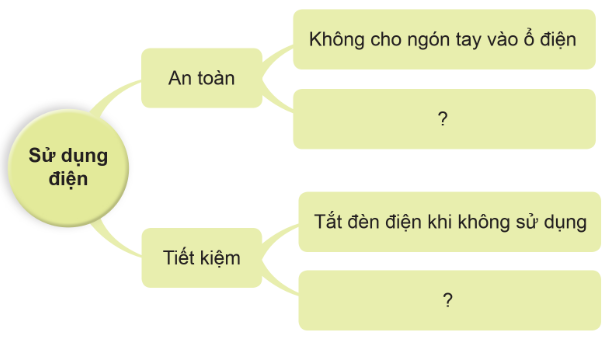 Sử dụng
điện
An toàn
Không cho ngón tay vào ổ điện
?
Tiết kiệm
Tắt đèn điện khi không sử dụng
?